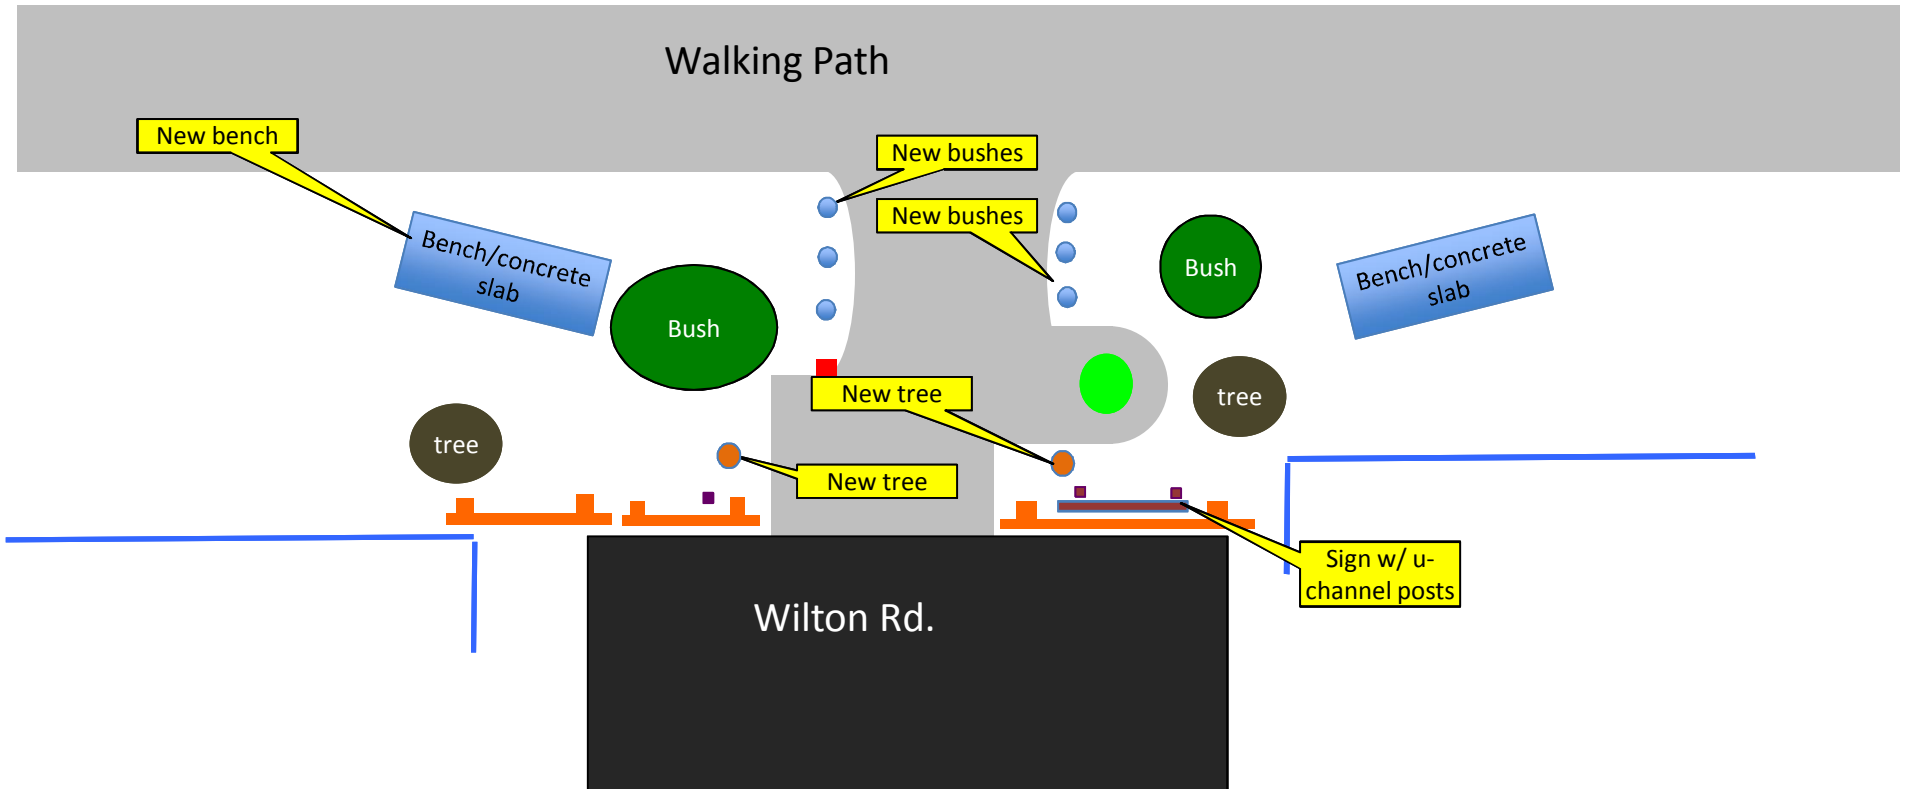 Walking Path
New bench
New bushes
New bushes
Bench/concrete
slab
Bush
Bush
Bench/concrete
slab
New tree
tree
tree
New tree
Sign w/ u-
channel posts
Wilton Rd.